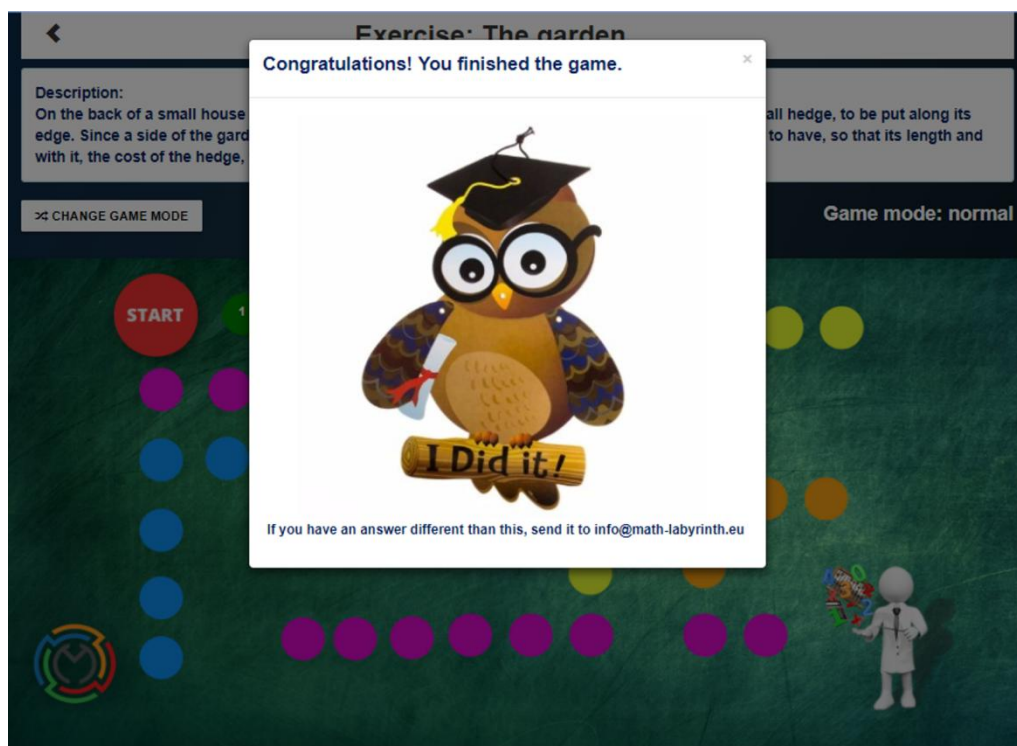 Exercise: The garden
Congratulations! You finished the game.
×
Description:
On the back of a small house all hedge, to be put along its
edge. Since a side of the gard to have, so that its length and
with it, the cost of the hedge,
CHANGE GAME MODE
Game mode: normal
START
1
I Did it!
If you have an answer different than this, send it to info@math-labyrinth.eu